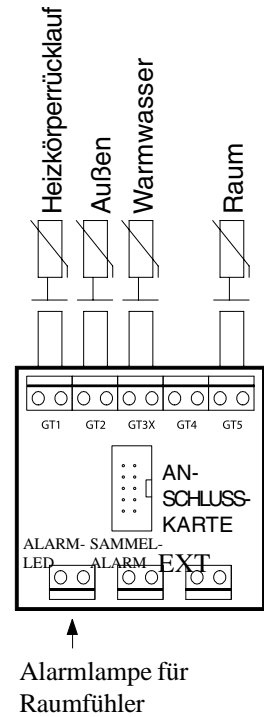 Heizkörperrücklauf
Außen
Warmwasser
Raum
GT1 GT2 GT3X GT4 GT5
AN-
SCHLUSS-
KARTE
ALARM- SAMMEL-
LED ALARM EXT
Alarmlampe für
Raumfühler